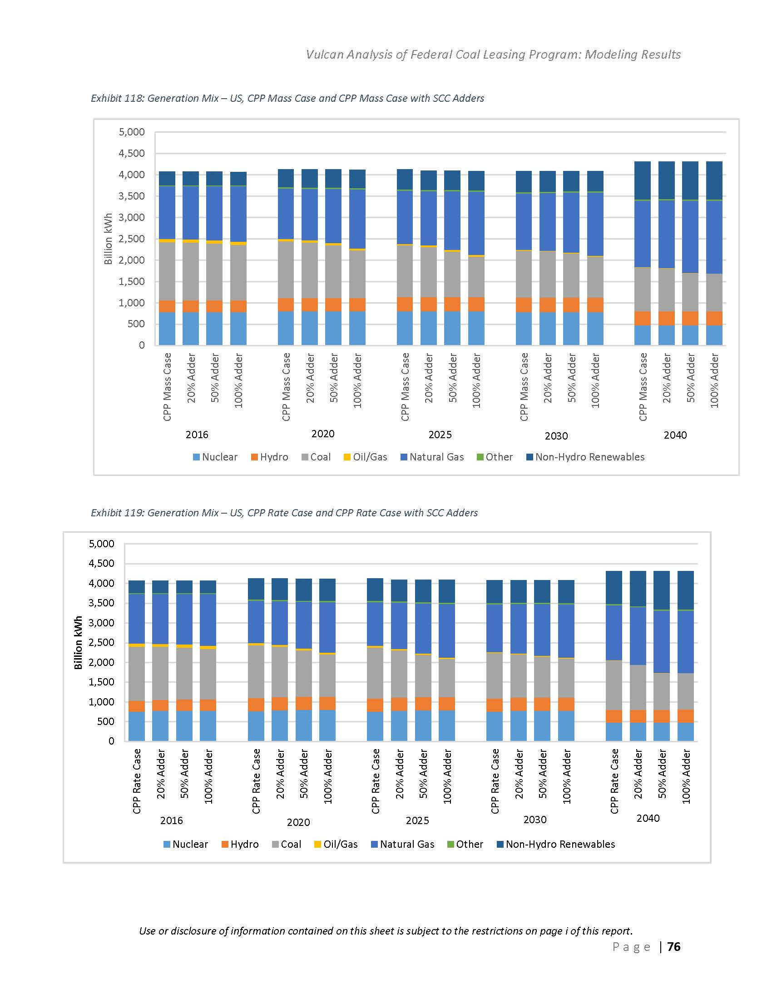 Vulcan Analysis of Federal Coal Leasing Program: Modeling Results
Exhibit 118: Generation Mix – US, CPP Mass Case and CPP Mass Case with SCC Adders
5,000
4,500
4,000
3,500
3,000
2,500
2,000
1,500
1,000
500
0
Billion kWh
CPP Mass Case
20% Adder
50% Adder
100% Adder
CPP Mass Case
20% Adder
50% Adder
100% Adder
CPP Mass Case
20% Adder
50% Adder
100% Adder
CPP Mass Case
20% Adder
50% Adder
100% Adder
CPP Mass Case
20% Adder
50% Adder
100% Adder
2016 2020 2025 2030 2040
Nuclear Hydro Coal Oil/Gas Natural Gas Other Non-Hydro Renewables
Exhibit 119: Generation Mix – US, CPP Rate Case and CPP Rate Case with SCC Adders
5,000
4,500
4,000
3,500
3,000
2,500
2,000
1,500
1,000
500
0
Billion kWh
CPP Rate Case
20% Adder
50% Adder
100% Adder
CPP Rate Case
20% Adder
50% Adder
100% Adder
CPP Rate Case
20% Adder
50% Adder
100% Adder
CPP Rate Case
20% Adder
50% Adder
100% Adder
CPP Rate Case
20% Adder
50% Adder
100% Adder
2016 2020 2025 2030 2040
Nuclear Hydro Coal Oil/Gas Natural Gas Other Non-Hydro Renewables
Use or disclosure of information contained on this sheet is subject to the restrictions on page i of this report.
Page | 76